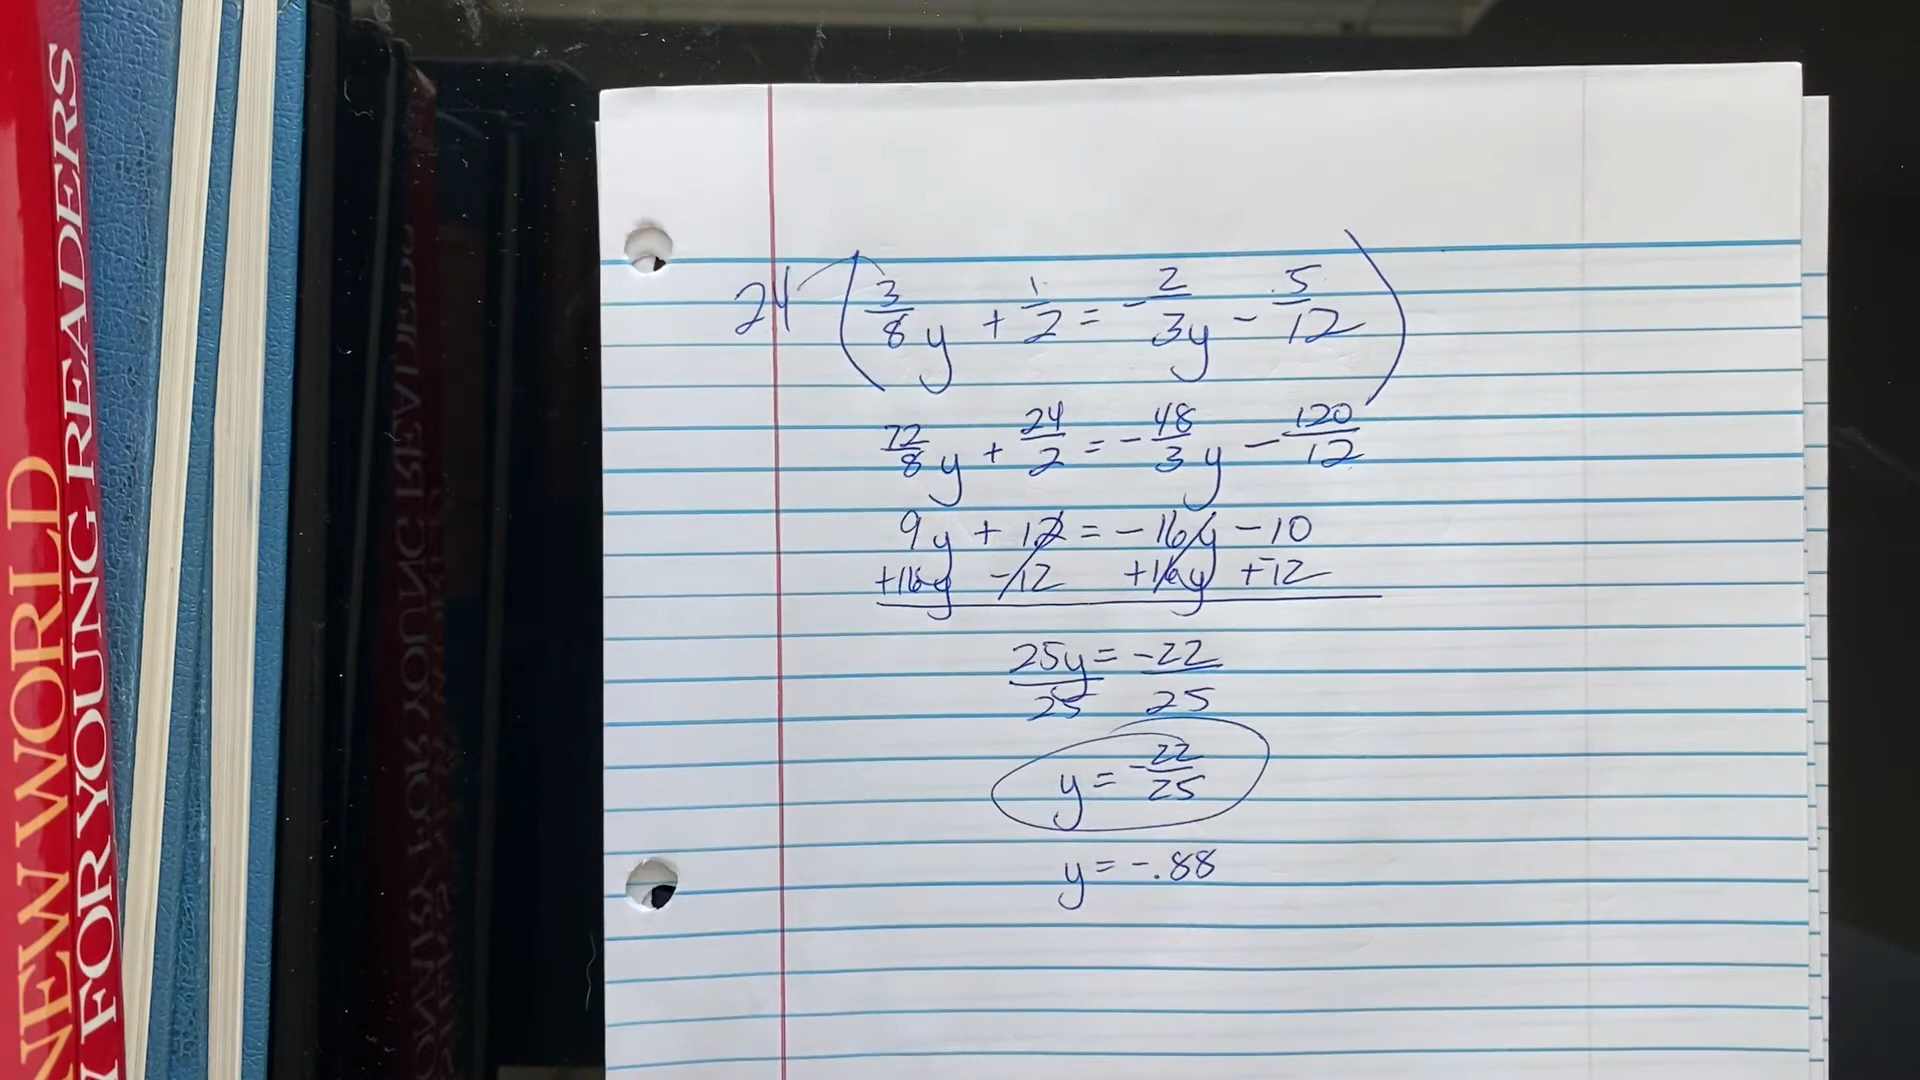 NEW WORLD
FOR YOUNG READERS
24 (3/8 y + 1/2 = -2/3y - 5/12)
72/8 y + 24/2 = -48/3 y - 120/12
9y + 12 = -16y - 10
+16y -12 +16y +-12
25y = -22
25 25
y = -22/25
y = -.88